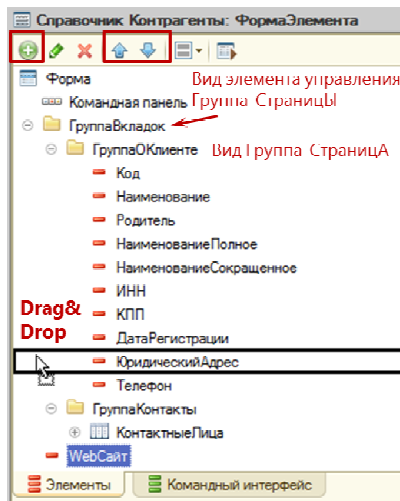 Справочник Контрагенты: ФормаЭлемента
Форма
Вид элемента управления
Командная панель
Группа СтраницЫ
ГруппаВкладок
ГруппаОКлиенте
Вид Группа СтраницА
Код
Наименование
Родитель
НаименованиеПолное
НаименованиеСокращенное
ИНН
Drag&
КПП
Drop
ДатаРегистрации
ЮридическийАдрес
Телефон
ГруппаКонтакты
КонтактныеЛица
WebСайт
Элементы
Командный интерфейс